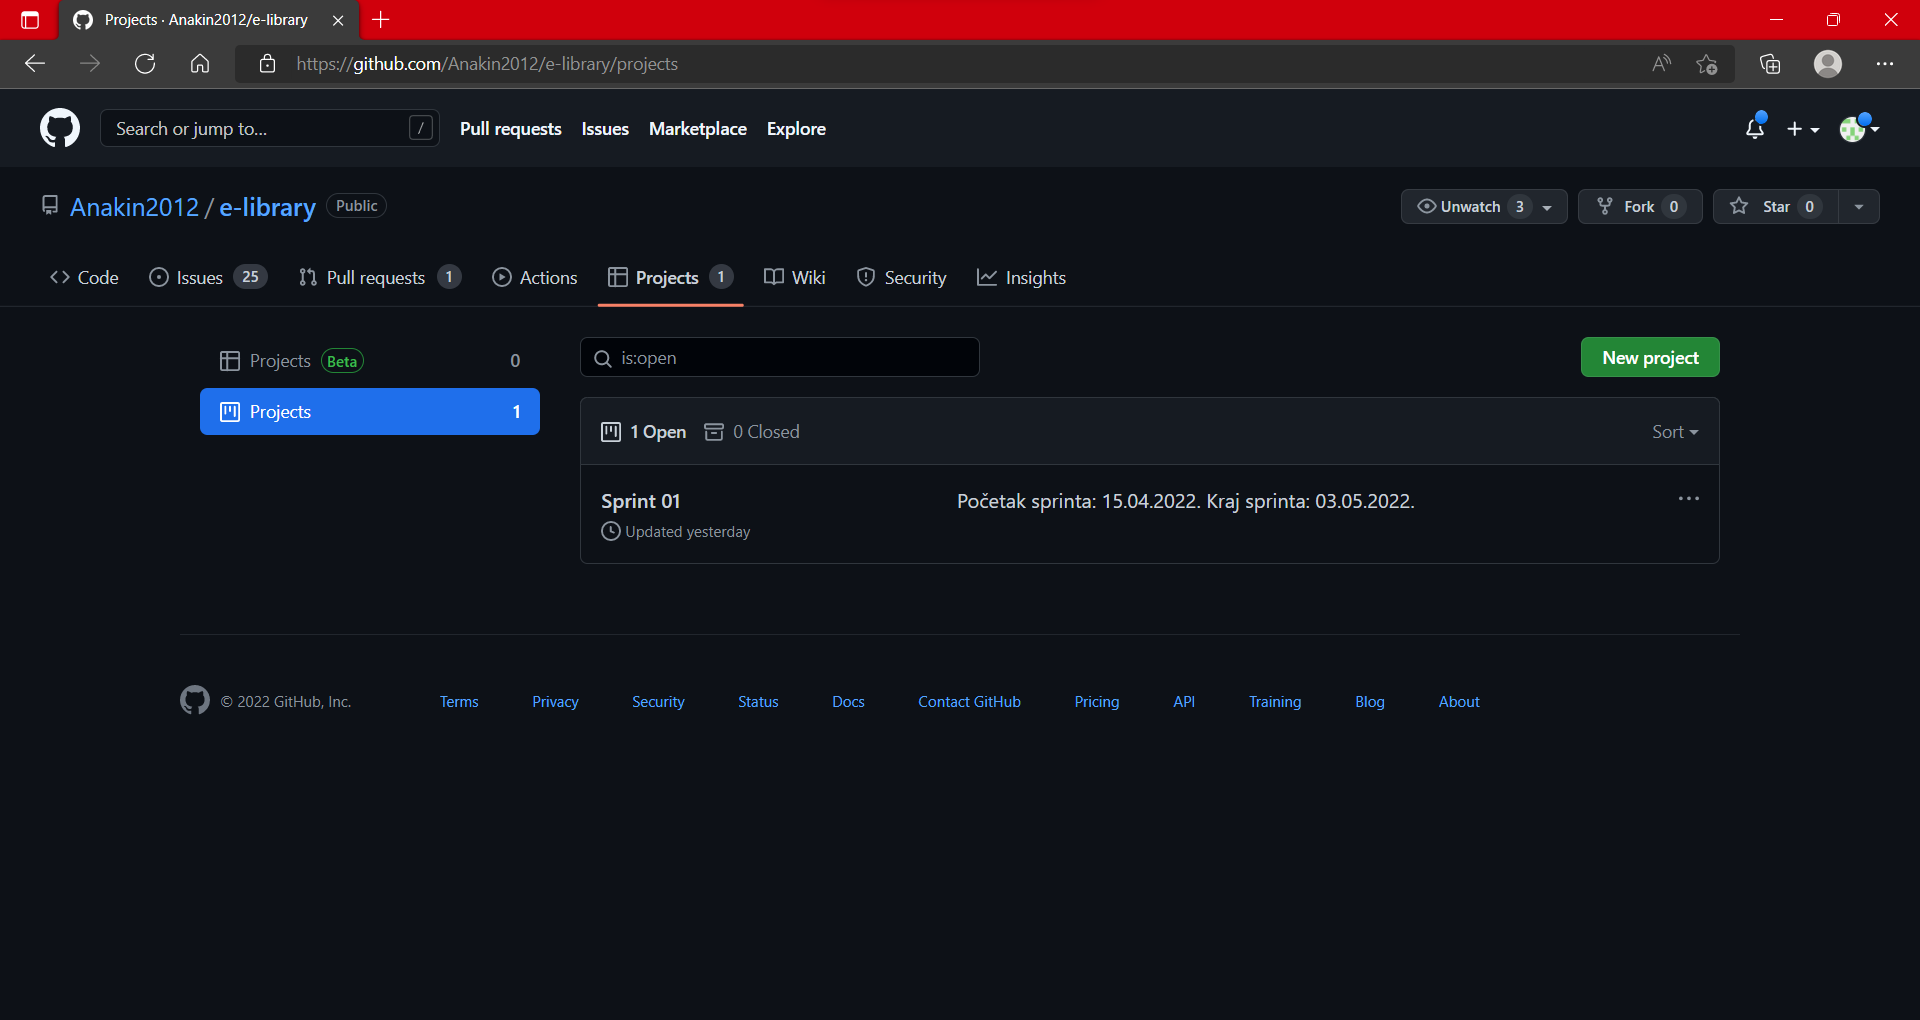 Projects · Anakin2012/e-library
https://github.com/Anakin2012/e-library/projects
Search or jump to... /
Pull requests Issues Marketplace Explore
Anakin2012 / e-library Public
Unwatch 3 Fork 0 Star 0
Code Issues 25 Pull requests 1 Actions Projects 1 Wiki Security Insights
Projects Beta 0
Projects 1
is:open
New project
1 Open 0 Closed Sort
Sprint 01 Početak sprinta: 15.04.2022. Kraj sprinta: 03.05.2022.
Updated yesterday
© 2022 GitHub, Inc. Terms Privacy Security Status Docs Contact GitHub Pricing API Training Blog About